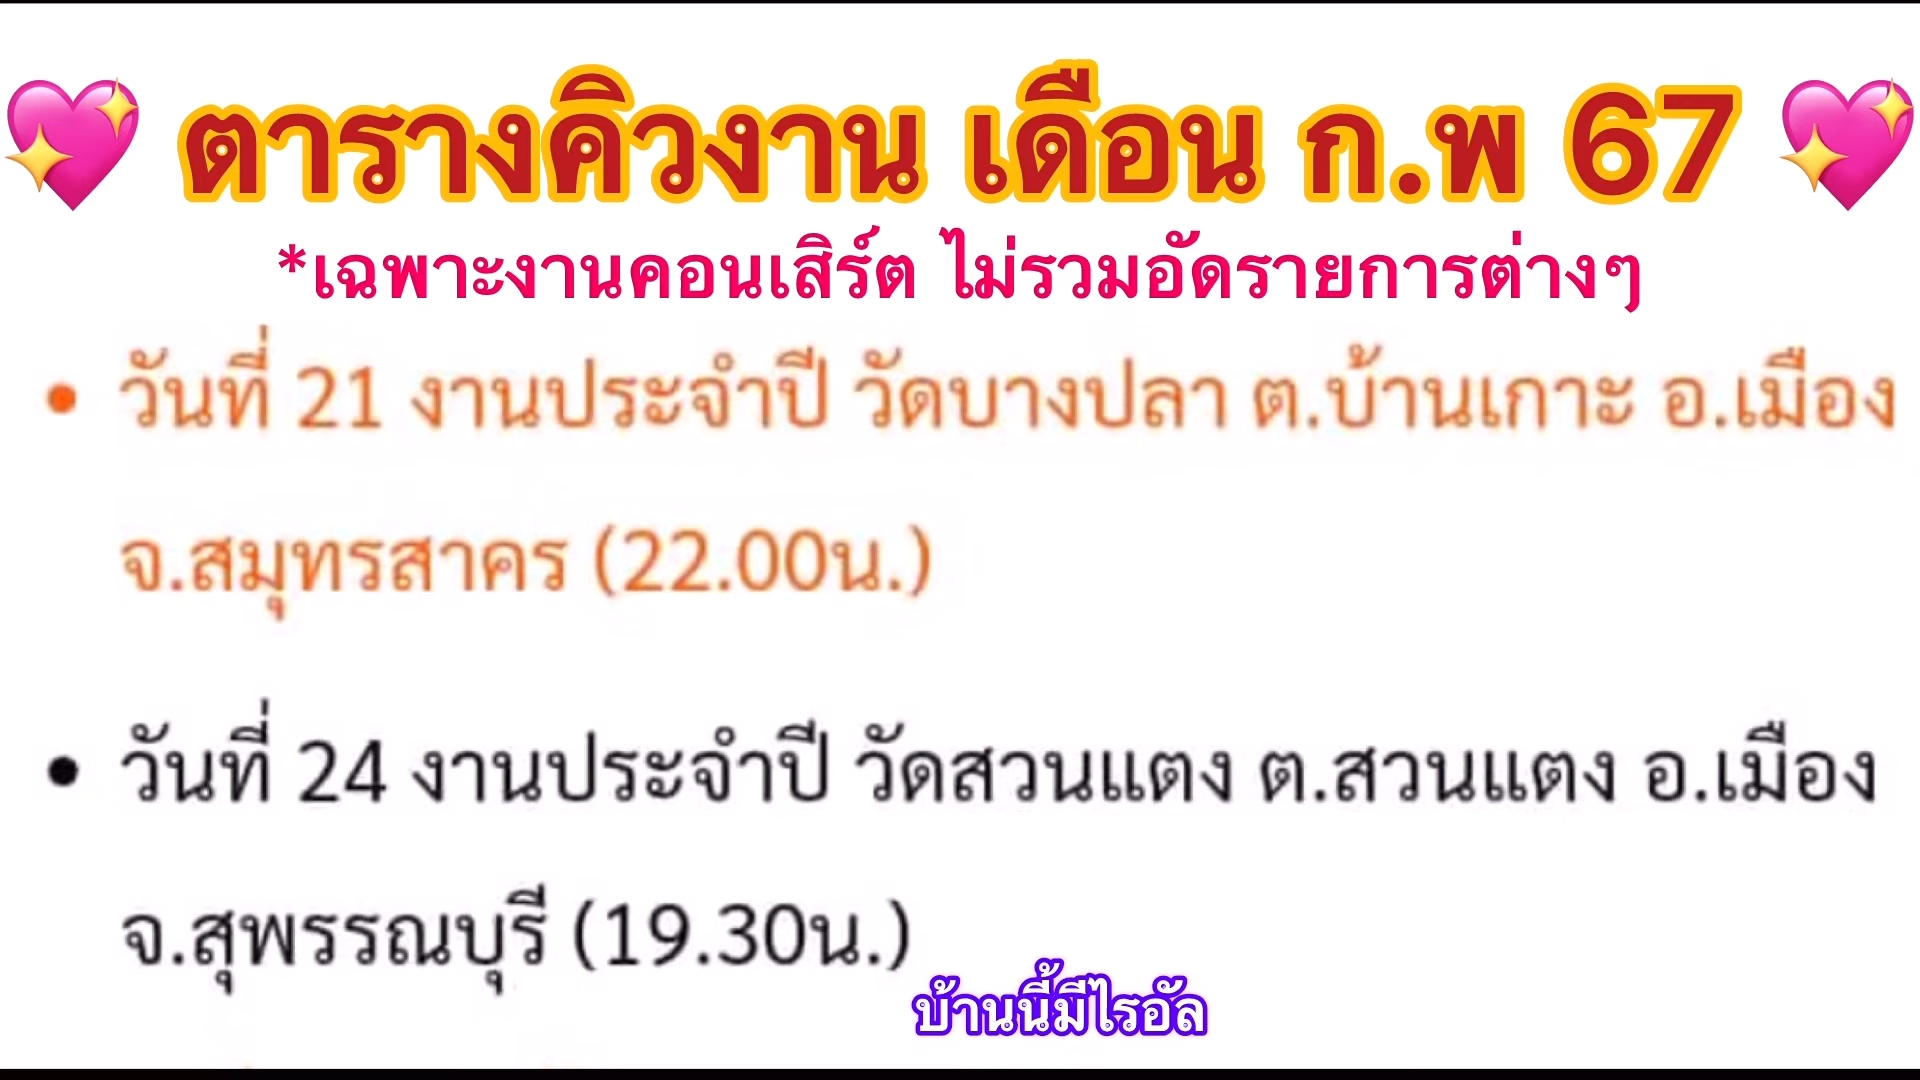 ตารางคิวงาน เดือน ก.พ 67
*เฉพาะงานคอนเสิร์ต ไม่รวมอัดรายการต่างๆ
• วันที่ 21 งานประจำปี วัดบางปลา ต.บ้านเกาะ อ.เมือง
จ.สมุทรสาคร (22.00น.)
• วันที่ 24 งานประจำปี วัดสวนแตง ต.สวนแตง อ.เมือง
จ.สุพรรณบุรี (19.30น.)
บ้านนี้มีไรอัล